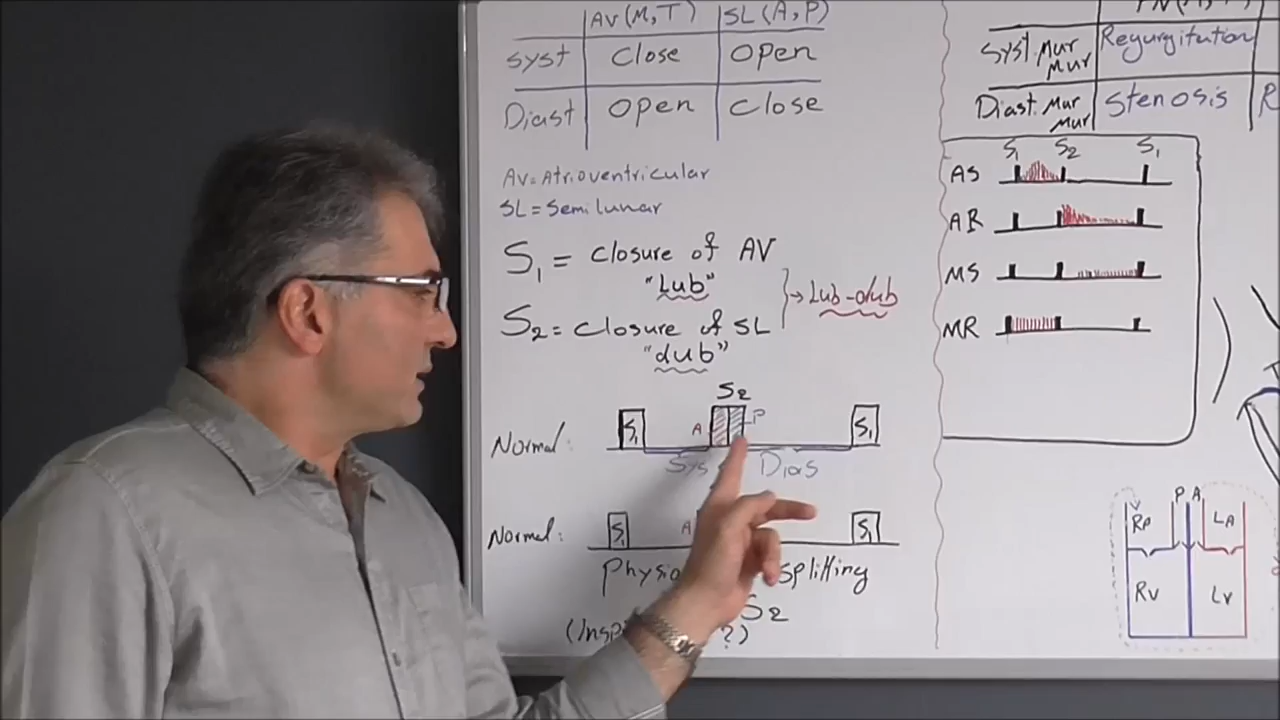 AV(M,T) SL(A,P)
Syst Close Open
Diast Open Close
AV=Atrioventricular
SL=Semilunar
S1 = Closure of AV
"Lub"
S2= Closure of SL
"dub"
→Lub-dub
S2
Normal: S1 A P S1
Sys Dias
Normal: S1 A S1
Splitting
S2
?)
Syst. Mur Regurgitution
Mur
Diast. Mur Stenosis R
Mur
S1 S2 S1
AS
AR
MS
MR
P A
RA LA
RV LV